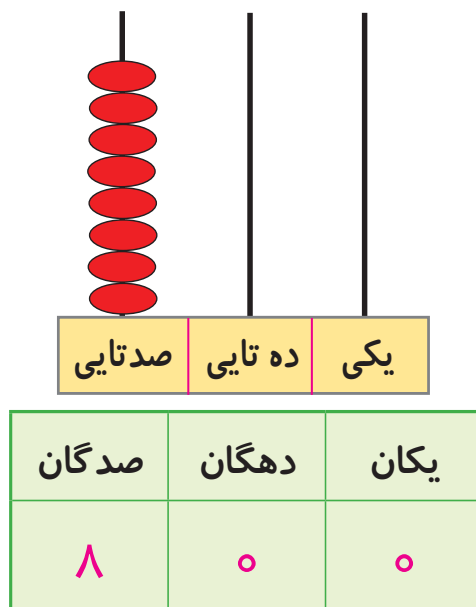 یکی ده تایی صدتایی
یکان دهگان صدگان
۰ ۰ ۸